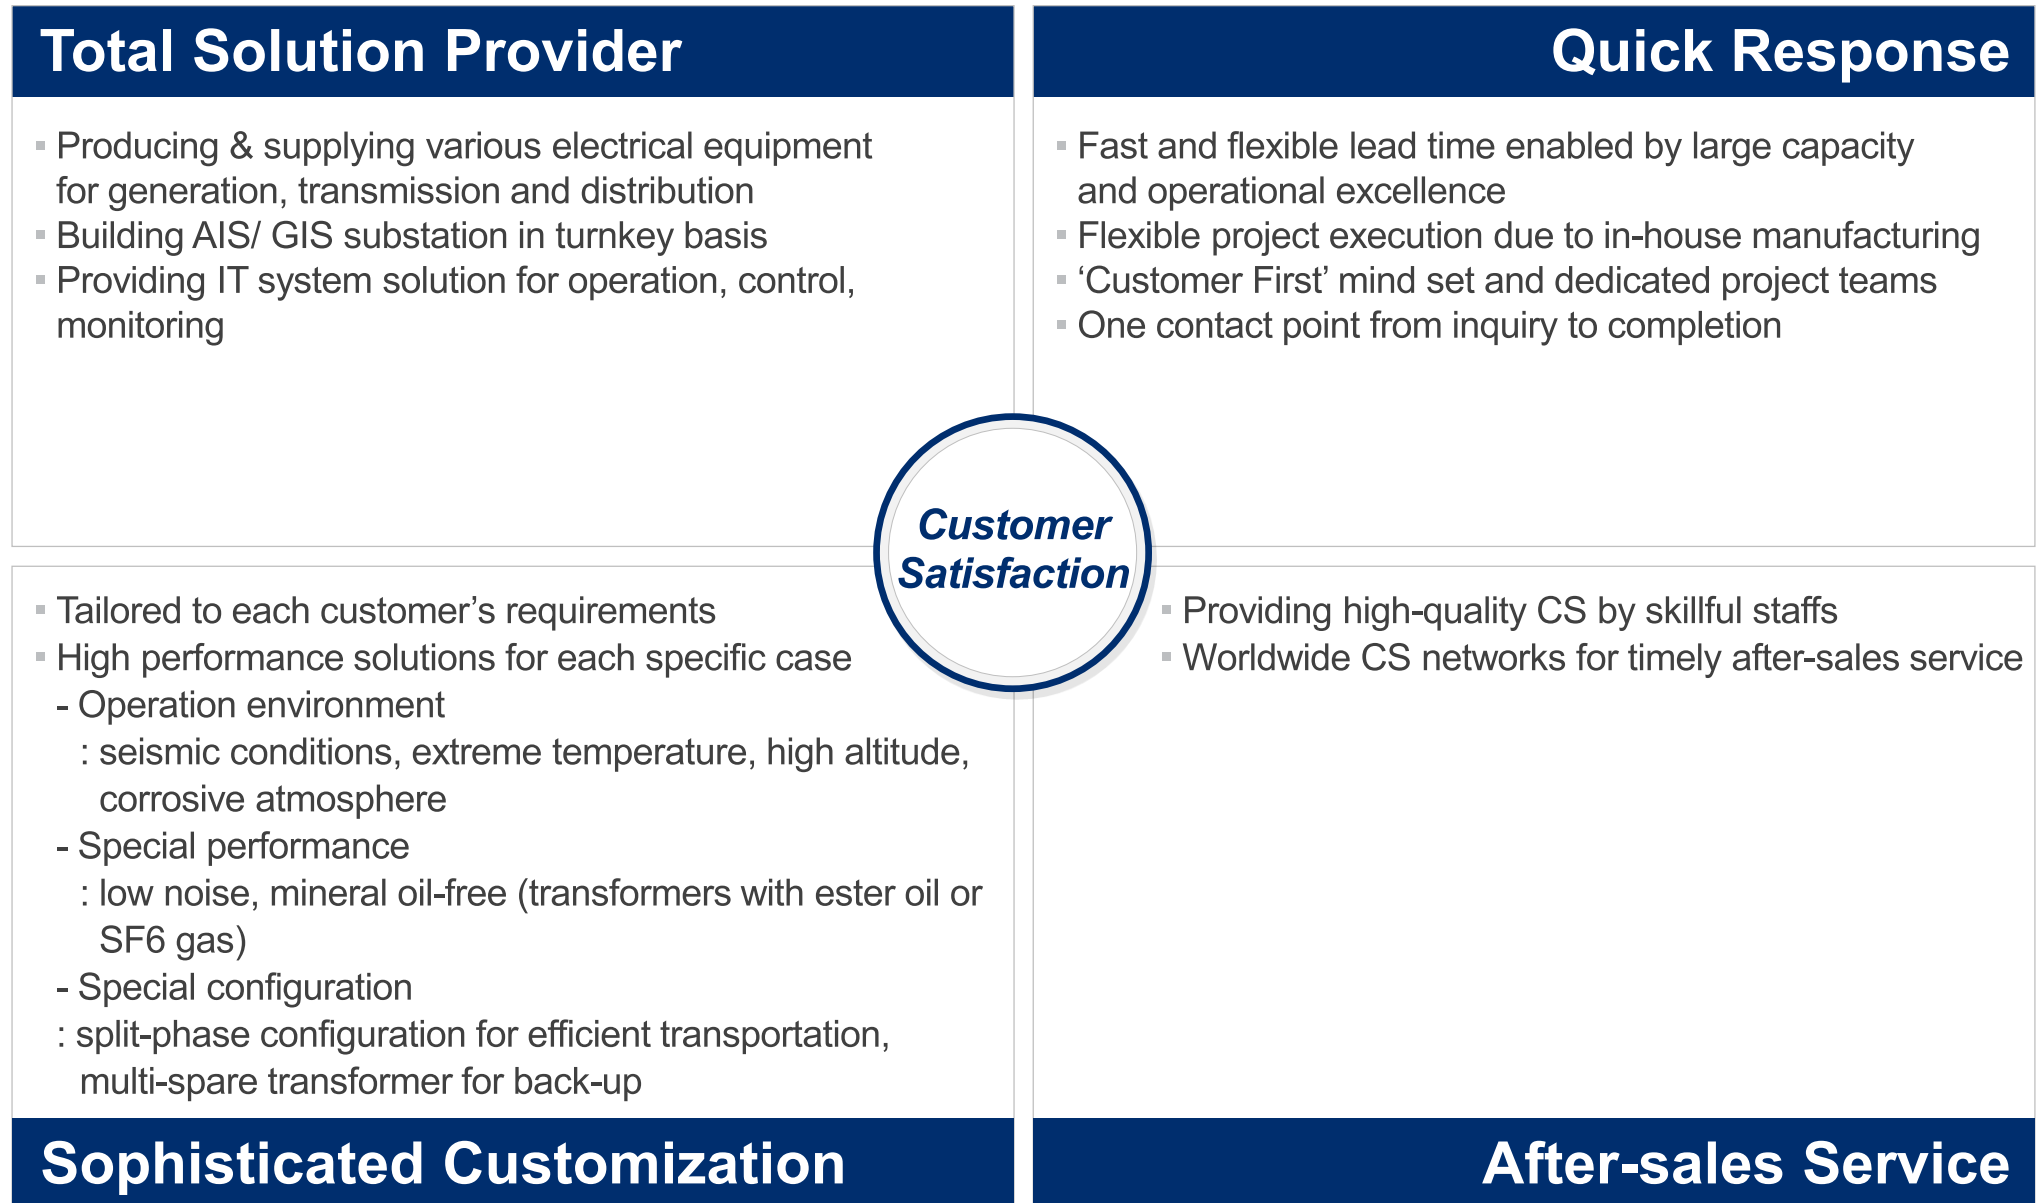 Total Solution Provider
▪ Producing & supplying various electrical equipment
for generation, transmission and distribution
▪ Building AIS/ GIS substation in turnkey basis
▪ Providing IT system solution for operation, control,
monitoring
Quick Response
▪ Fast and flexible lead time enabled by large capacity
and operational excellence
▪ Flexible project execution due to in-house manufacturing
▪ ‘Customer First’ mind set and dedicated project teams
▪ One contact point from inquiry to completion
Customer
Satisfaction
▪ Tailored to each customer’s requirements
▪ High performance solutions for each specific case
- Operation environment
: seismic conditions, extreme temperature, high altitude,
corrosive atmosphere
- Special performance
: low noise, mineral oil-free (transformers with ester oil or
SF6 gas)
- Special configuration
: split-phase configuration for efficient transportation,
multi-spare transformer for back-up
Sophisticated Customization
▪ Providing high-quality CS by skillful staffs
▪ Worldwide CS networks for timely after-sales service
After-sales Service